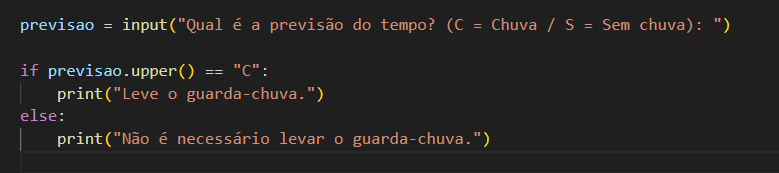 previsao = input("Qual é a previsão do tempo? (C = Chuva / S = Sem chuva): ")
if previsao.upper() == "C":
print("Leve o guarda-chuva.")
else:
print("Não é necessário levar o guarda-chuva.")